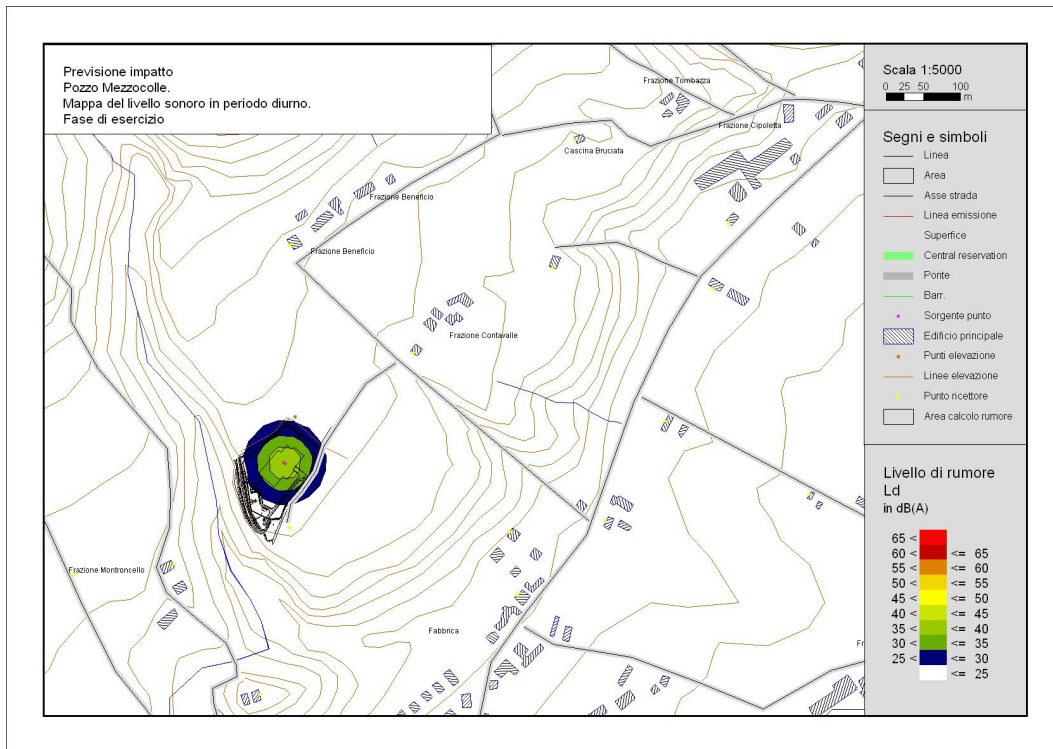 Previsione impatto
Pozzo Mezzocolle.
Mappa del livello sonoro in periodo diurno.
Fase di esercizio
Frazione Tombazza
Frazione Cipoletta
Cascina Bruciata
Frazione Beneficio
Frazione Beneficio
Frazione Contavalle
Frazione Montroncello
Fabbrica
Fr
Scala 1:5000
0 25 50 100
m
Segni e simboli
Linea
Area
Asse strada
Linea emissione
Superfice
Central reservation
Ponte
Barr.
Sorgente punto
Edificio principale
Punti elevazione
Linee elevazione
Punto ricettore
Area calcolo rumore
Livello di rumore
Ld
in dB(A)
65 <
60 < <= 65
55 < <= 60
50 < <= 55
45 < <= 50
40 < <= 45
35 < <= 40
30 < <= 35
25 < <= 30
<= 25